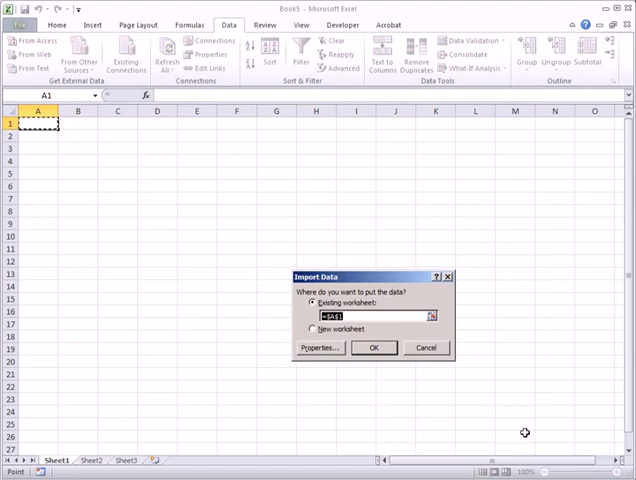 Book5 - Microsoft Excel
File Home Insert Page Layout Formulas Data Review View Developer Acrobat
From Access
From Web
From Text
From Other Sources
Existing Connections
Get External Data
Refresh All
Connections
Properties
Edit Links
Connections
Sort
Filter
Clear
Reapply
Advanced
Sort & Filter
Text to Columns
Remove Duplicates
Data Validation
Consolidate
What-If Analysis
Data Tools
Group
Ungroup
Subtotal
Outline
A1
fx
A B C D E F G H I J K L M N O
1
2
3
4
5
6
7
8
9
10
11
12
13
14
15
16
17
18
19
20
21
22
23
24
25
26
27
Import Data
Where do you want to put the data?
Existing worksheet:
=$A$1
New worksheet
Properties... OK Cancel
Sheet1 Sheet2 Sheet3
Point
100%